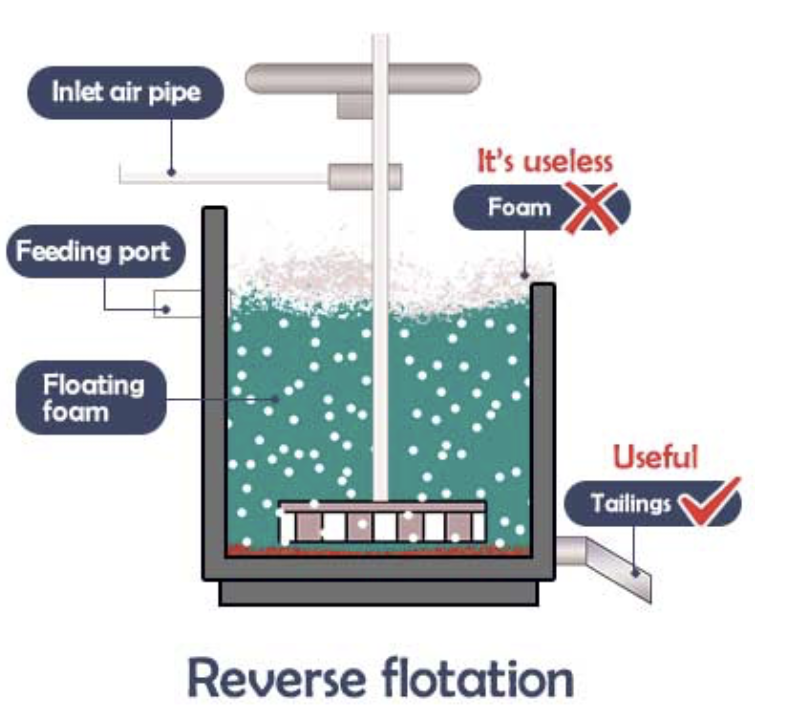 Inlet air pipe
It's useless
Foam
Feeding port
Floating
foam
Useful
Tailings
Reverse flotation